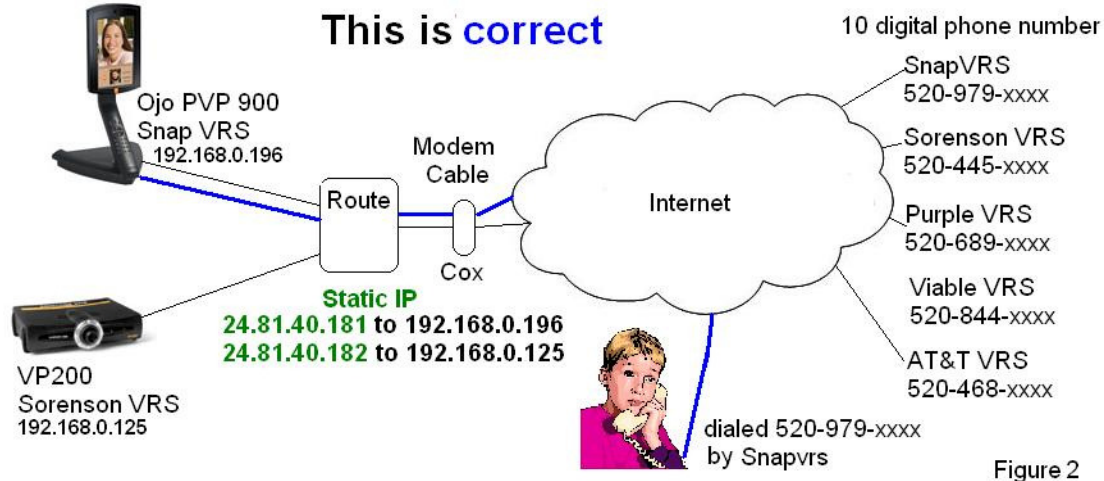 This is correct
10 digital phone number
Ojo PVP 900
Snap VRS
192.168.0.196
Modem
Cable
Route
Cox
Internet
SnapVRS
520-979-xxxx
Sorenson VRS
520-445-xxxx
Purple VRS
520-689-xxxx
Viable VRS
520-844-xxxx
AT&T VRS
520-468-xxxx
Static IP
24.81.40.181 to 192.168.0.196
24.81.40.182 to 192.168.0.125
VP200
Sorenson VRS
192.168.0.125
dialed 520-979-xxxx
by Snapvrs
Figure 2